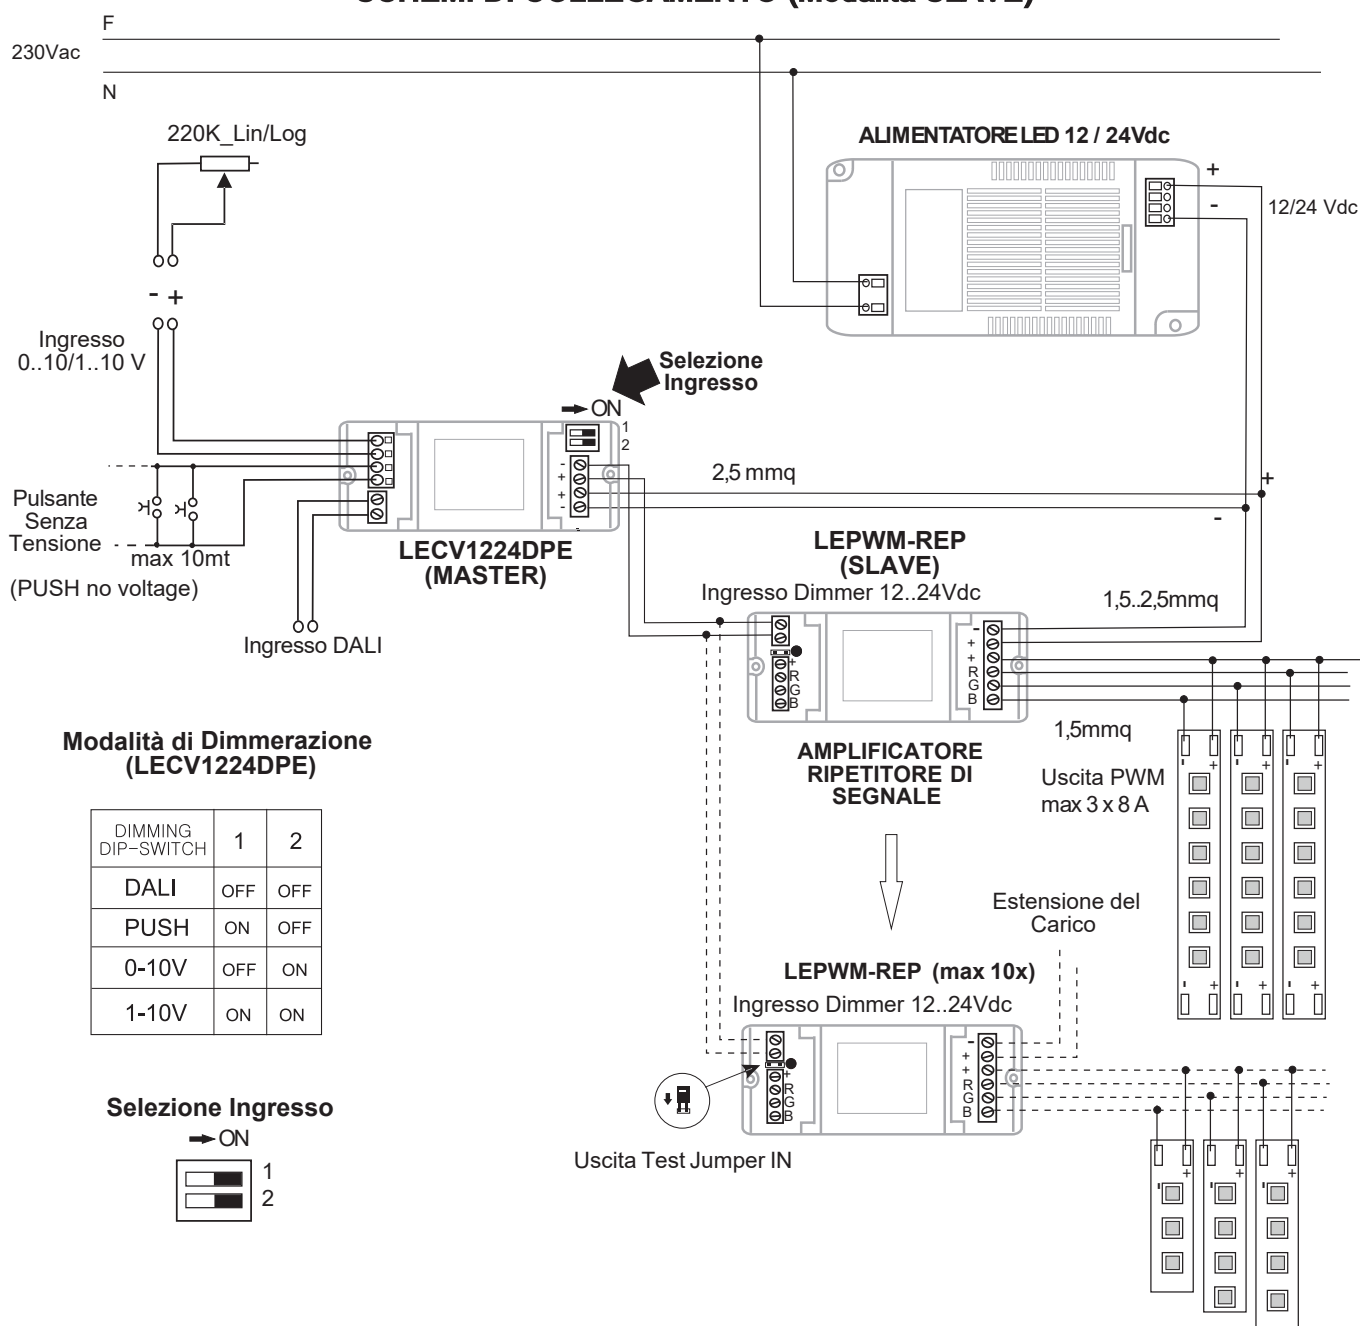 SCHEMI DI COLLEGAMENTO (Modalità SLAVE)
F
230Vac
N
220K_Lin/Log
ALIMENTATORE LED 12 / 24Vdc
+
-
12/24 Vdc
- +
Ingresso
0..10/1..10 V
Selezione
Ingresso
ON
1
2
-
+
+
-
2,5 mmq
+
-
Pulsante
Senza
Tensione
max 10mt
(PUSH no voltage)
LECV1224DPE
(MASTER)
Ingresso DALI
LEPWM-REP
(SLAVE)
Ingresso Dimmer 12..24Vdc
1,5..2,5mmq
+
R
G
B
-
+
+
R
G
B
1,5mmq
Uscita PWM
max 3 x 8 A
AMPLIFICATORE
RIPETITORE DI
SEGNALE
- +
- +
- +
- +
- +
- +
Modalità di Dimmerazione
(LECV1224DPE)
DIMMING
DIP-SWITCH 1 2
DALI OFF OFF
PUSH ON OFF
0-10V OFF ON
1-10V ON ON
Estensione del
Carico
LEPWM-REP (max 10x)
Ingresso Dimmer 12..24Vdc
+
R
G
B
-
+
+
R
G
B
Uscita Test Jumper IN
- +
- +
- +
Selezione Ingresso
ON
1
2